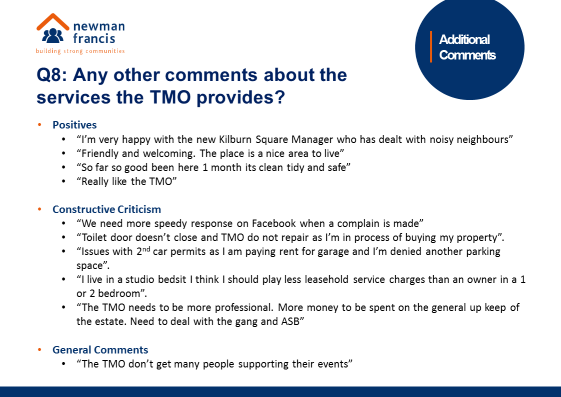 newman
francis
building strong communities
Additional
Comments
Q8: Any other comments about the
services the TMO provides?
• Positives
• “I’m very happy with the new Kilburn Square Manager who has dealt with noisy neighbours”
• “Friendly and welcoming. The place is a nice area to live”
• “So far so good been here 1 month its clean tidy and safe”
• “Really like the TMO”
• Constructive Criticism
• “We need more speedy response on Facebook when a complain is made”
• “Toilet door doesn’t close and TMO do not repair as I’m in process of buying my property”.
• “Issues with 2nd car permits as I am paying rent for garage and I’m denied another parking
space”.
• “I live in a studio bedsit I think I should play less leasehold service charges than an owner in a 1
or 2 bedroom”.
• “The TMO needs to be more professional. More money to be spent on the general up keep of
the estate. Need to deal with the gang and ASB”
• General Comments
• “The TMO don’t get many people supporting their events”